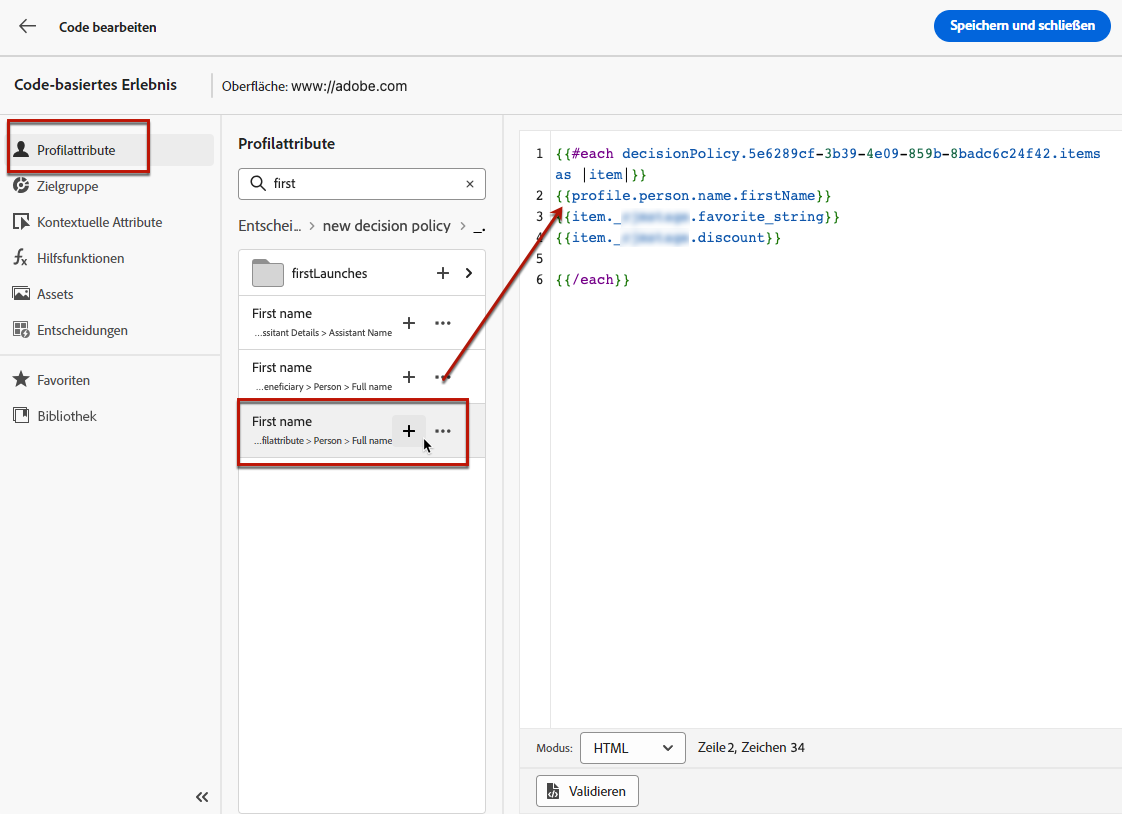 Code bearbeiten
Speichern und schließen
Code-basiertes Erlebnis
Oberfläche: www://adobe.com
Profilattribute
Zielgruppe
Kontextuelle Attribute
Hilfsfunktionen
Assets
Entscheidungen
Favoriten
Bibliothek
Profilattribute
first
Entschei... > new decision policy > _.
firstLaunches
First name
...ssitant Details > Assistant Name
First name
...eneficiary > Person > Full name
First name
...filattribute > Person > Full name
1 {{#each decisionPolicy.5e6289cf-3b39-4e09-859b-8badc6c24f42.items
as |item|}}
2 {{profile.person.name.firstName}}
3 {{item._ .favorite_string}}
4 {{item._ .discount}}
5
6 {{/each}}
Modus: HTML Zeile 2, Zeichen 34
Validieren